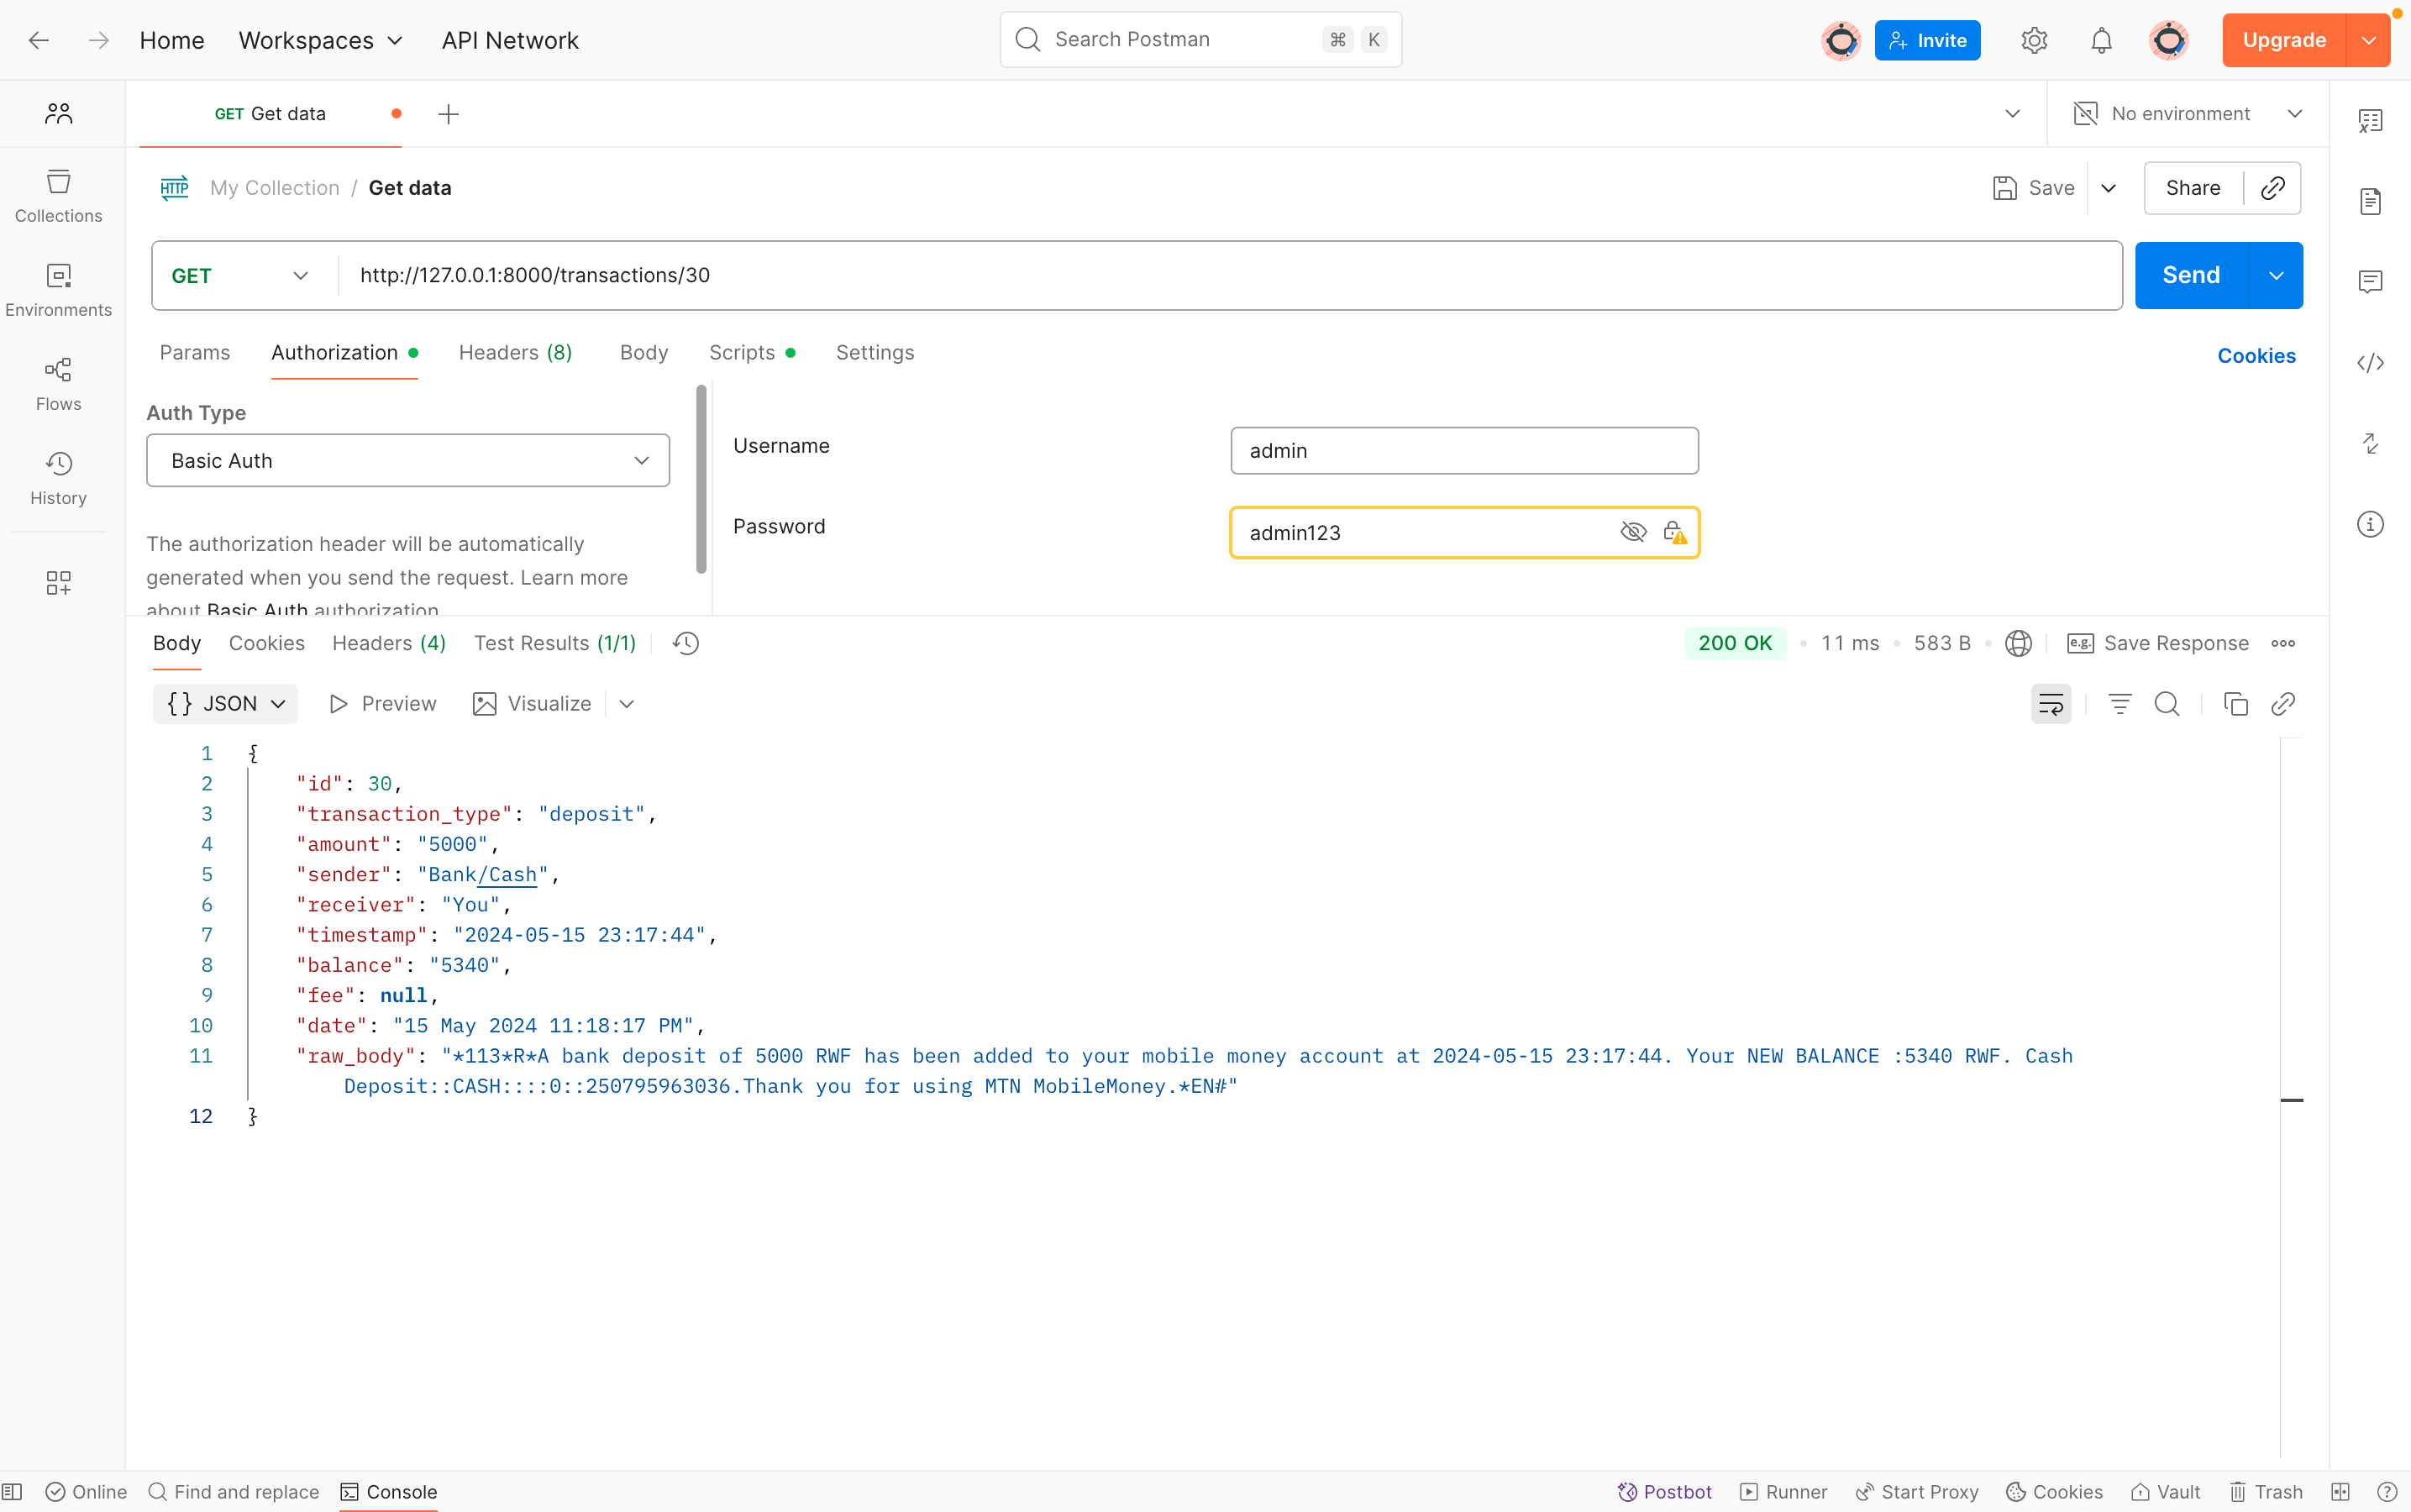 Home Workspaces API Network Search Postman ⌘ K Invite Upgrade
GET Get data No environment
HTTP My Collection / Get data Save Share
Collections
GET http://127.0.0.1:8000/transactions/30 Send
Environments
Params Authorization Headers (8) Body Scripts Settings Cookies
Flows
Auth Type
Username admin
Basic Auth
History
Password admin123
The authorization header will be automatically
generated when you send the request. Learn more
about Basic Auth authorization
Body Cookies Headers (4) Test Results (1/1) 200 OK 11 ms 583 B e.g. Save Response
{} JSON Preview Visualize
1 {
2 "id": 30,
3 "transaction_type": "deposit",
4 "amount": "5000",
5 "sender": "Bank/Cash",
6 "receiver": "You",
7 "timestamp": "2024-05-15 23:17:44",
8 "balance": "5340",
9 "fee": null,
10 "date": "15 May 2024 11:18:17 PM",
11 "raw_body": "*113*R*A bank deposit of 5000 RWF has been added to your mobile money account at 2024-05-15 23:17:44. Your NEW BALANCE :5340 RWF. Cash
Deposit::CASH::::0::250795963036.Thank you for using MTN MobileMoney.*EN#"
12 }
Online Find and replace Console Postbot Runner Start Proxy Cookies Vault Trash